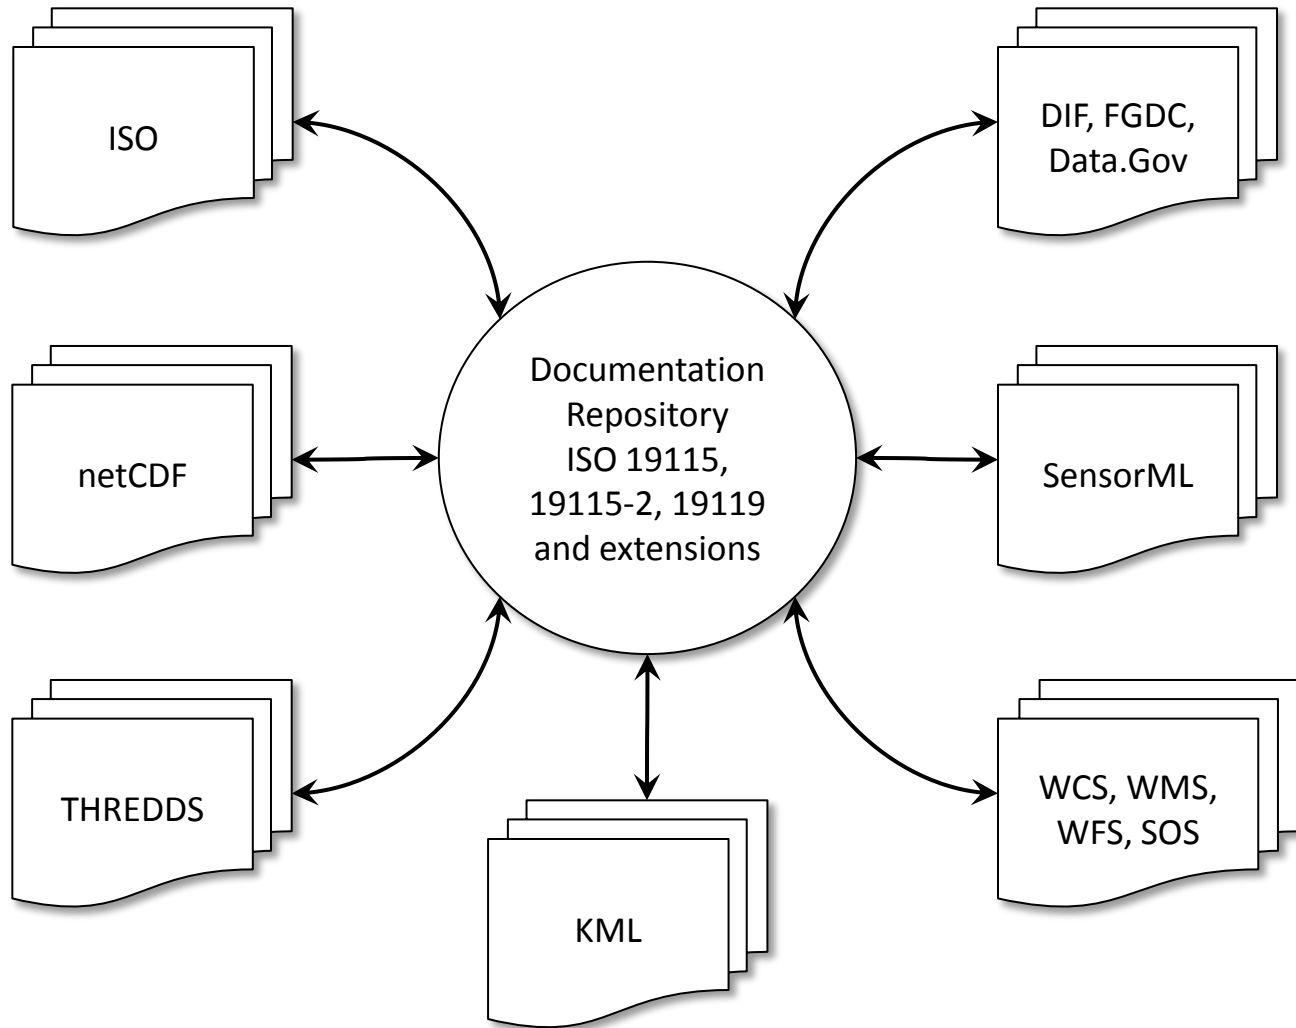 ISO
DIF, FGDC,
Data.Gov
Documentation
Repository
ISO 19115,
19115-2, 19119
and extensions
netCDF
SensorML
THREDDS
WCS, WMS,
WFS, SOS
KML